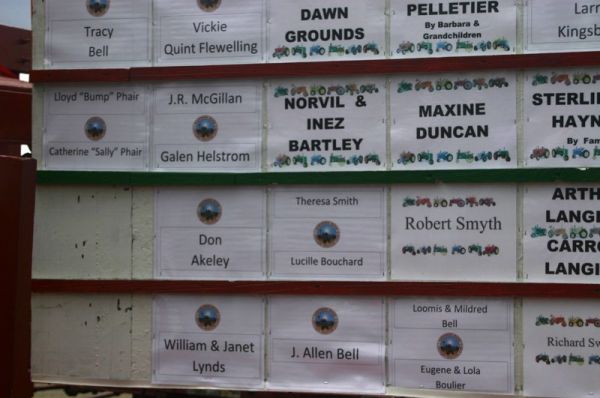 Tracy
Bell
Vickie
Quint Flewelling
DAWN
GROUNDS
PELLETIER
By Barbara &
Grandchildren
Lloyd “Bump” Phair
Catherine “Sally” Phair
J.R. McGillan
Galen Helstrom
NORVIL &
INEZ
BARTLEY
MAXINE
DUNCAN
By
Don
Akeley
Theresa Smith
Lucille Bouchard
Robert Smyth
William & Janet
Lynds
J. Allen Bell
Loomis & Mildred
Bell
Eugene & Lola
Boulier
Richard